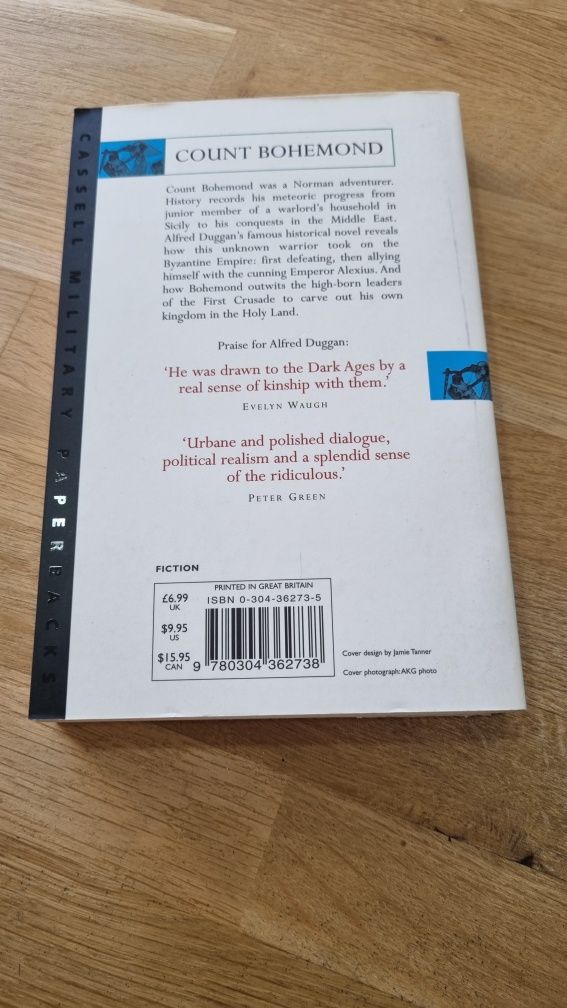 CASSELL MILITARY PAPERBACKS
COUNT BOHEMOND
Count Bohemond was a Norman adventurer.
History records his meteoric progress from
junior member of a warlord's household in
Sicily to his conquests in the Middle East.
Alfred Duggan's famous historical novel reveals
how this unknown warrior took on the
Byzantine Empire: first defeating, then allying
himself with the cunning Emperor Alexius. And
how Bohemond outwits the high-born leaders
of the First Crusade to carve out his own
kingdom in the Holy Land.
Praise for Alfred Duggan:
'He was drawn to the Dark Ages by a
real sense of kinship with them.'
EVELYN WAUGH
'Urbane and polished dialogue,
political realism and a splendid sense
of the ridiculous.'
PETER GREEN
FICTION
PRINTED IN GREAT BRITAIN
£6.99
UK
$9.95
US
$15.95
CAN
ISBN 0-304-36273-5
9 780304 362738
Cover design by Jamie Tanner
Cover photograph: AKG photo